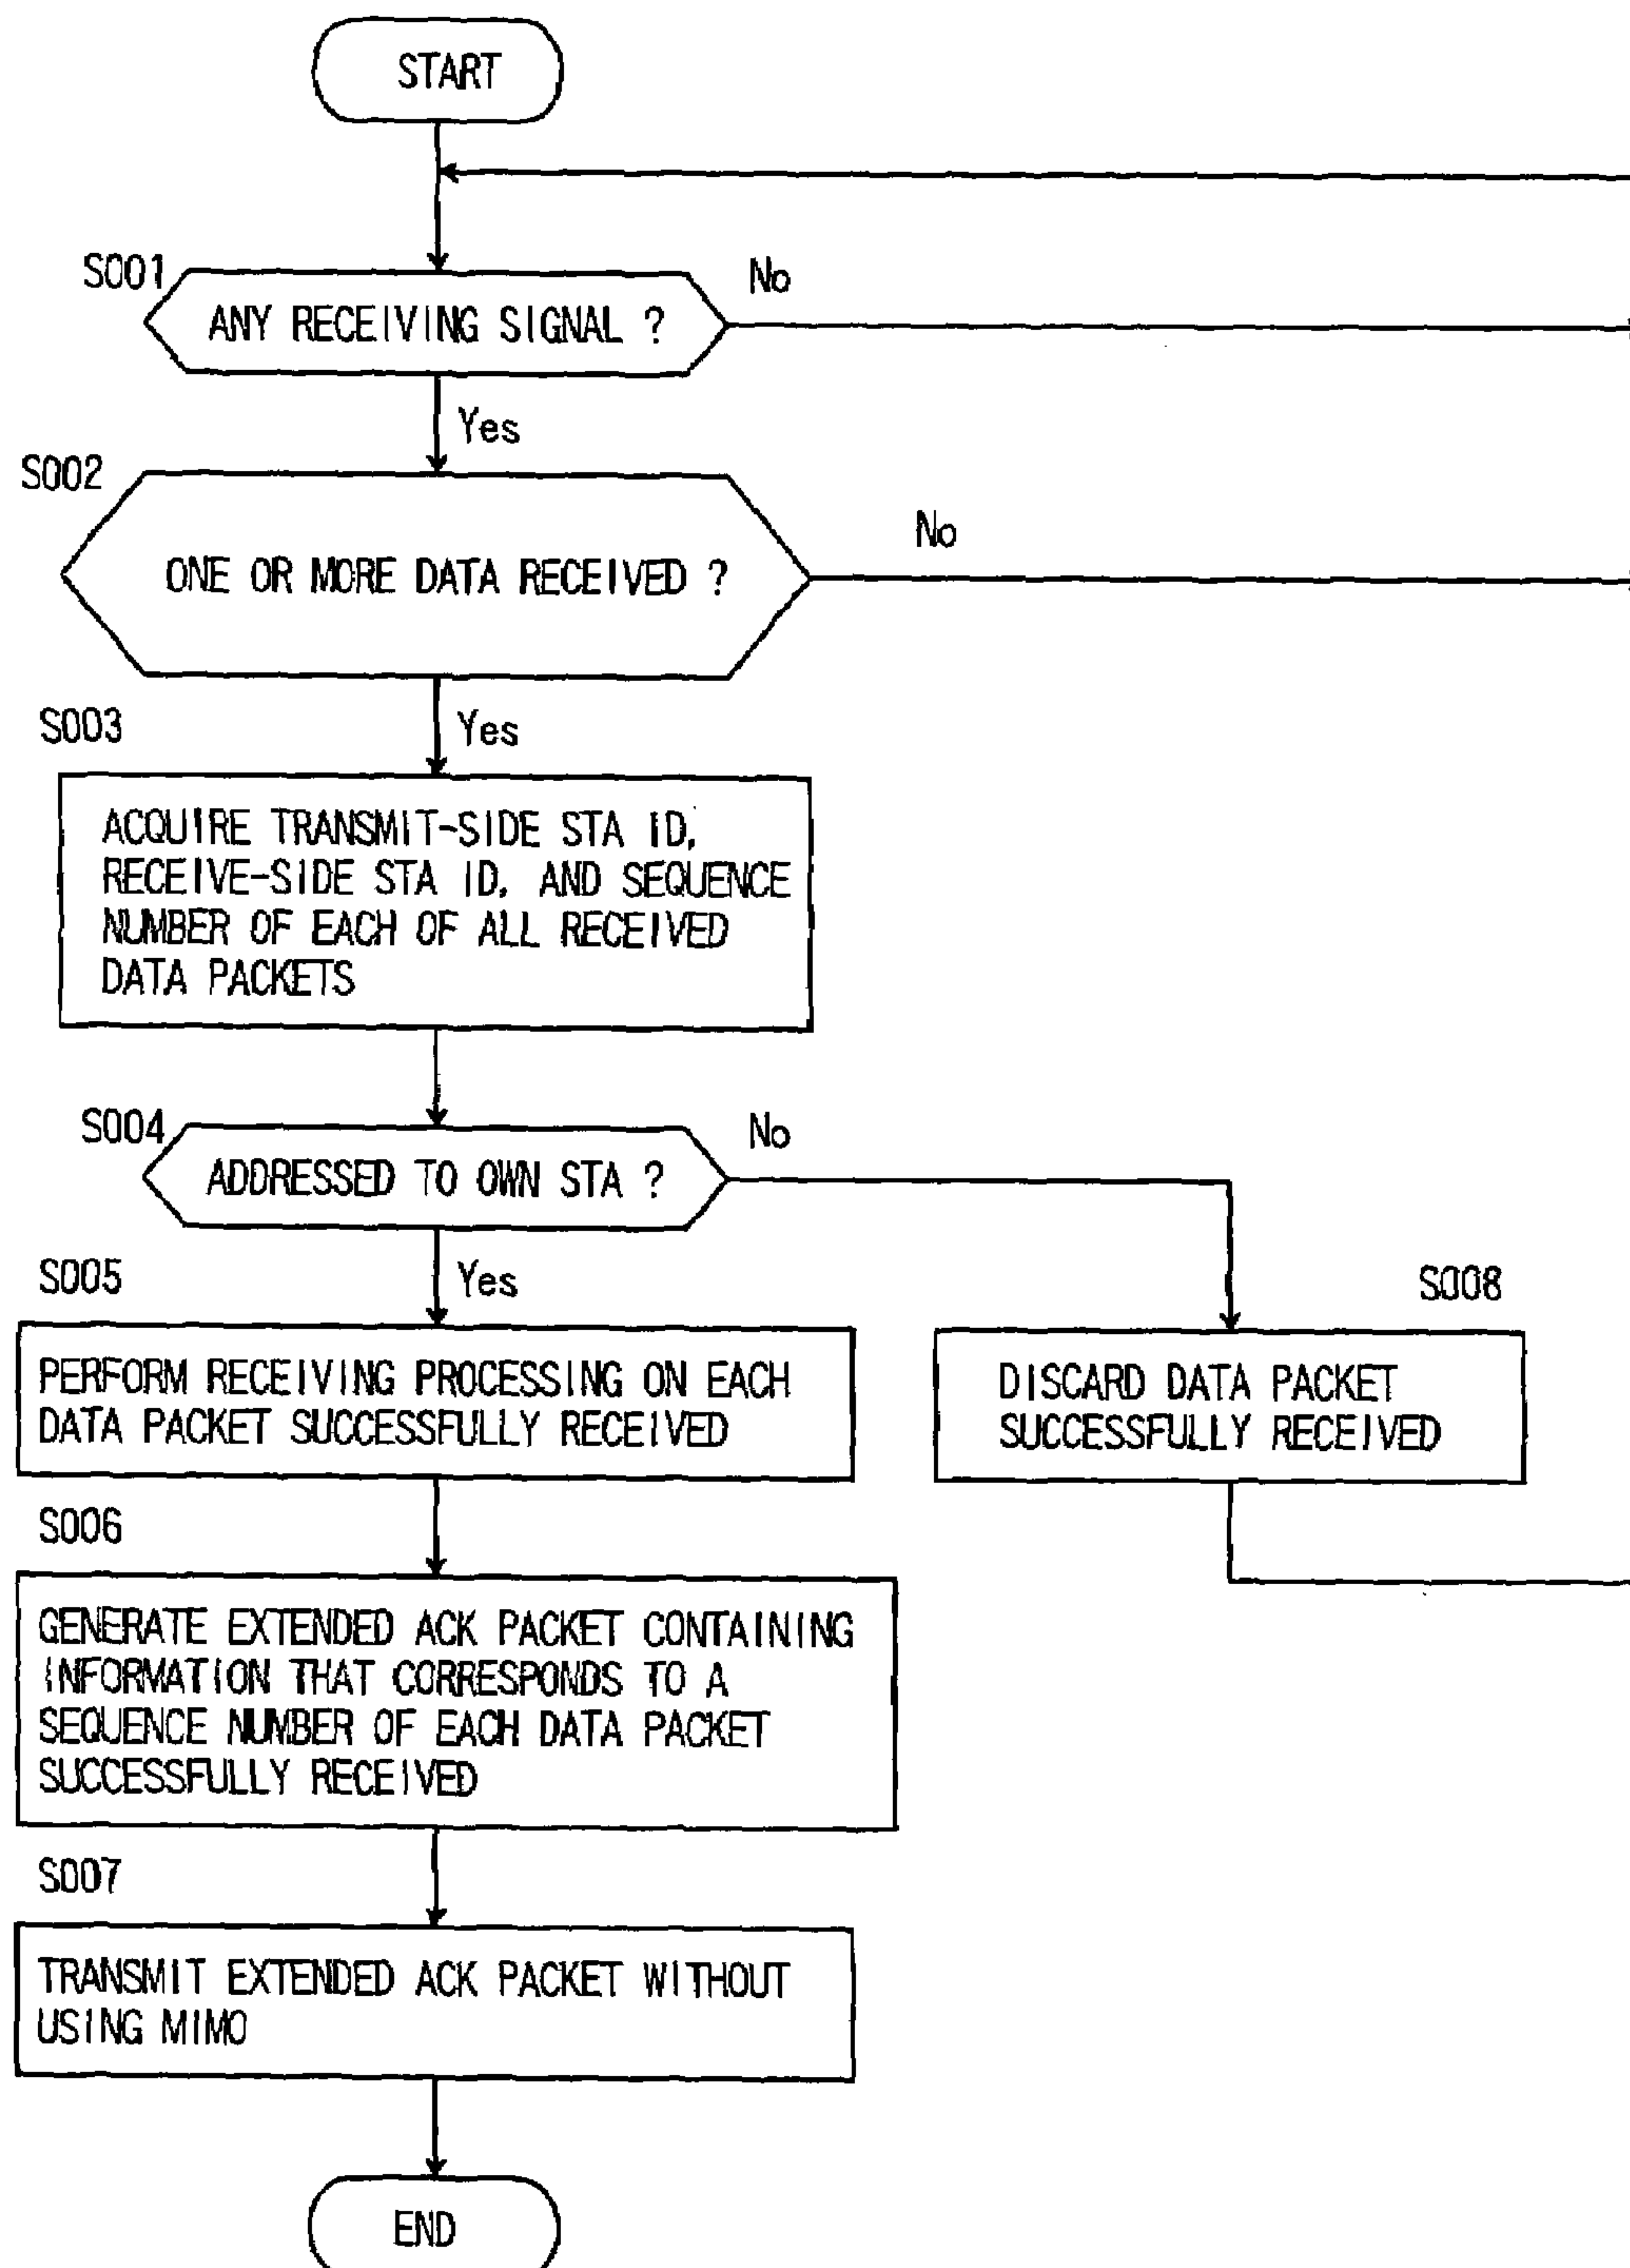 START
S001
No
ANY RECEIVING SIGNAL ?
Yes
S002
No
ONE OR MORE DATA RECEIVED ?
S003
Yes
ACQUIRE TRANSMIT-SIDE STA ID,
RECEIVE-SIDE STA ID, AND SEQUENCE
NUMBER OF EACH OF ALL RECEIVED
DATA PACKETS
S004
No
ADDRESSED TO OWN STA ?
S005
Yes
S008
PERFORM RECEIVING PROCESSING ON EACH
DATA PACKET SUCCESSFULLY RECEIVED
DISCARD DATA PACKET
SUCCESSFULLY RECEIVED
S006
GENERATE EXTENDED ACK PACKET CONTAINING
INFORMATION THAT CORRESPONDS TO A
SEQUENCE NUMBER OF EACH DATA PACKET
SUCCESSFULLY RECEIVED
S007
TRANSMIT EXTENDED ACK PACKET WITHOUT
USING MIMO
END